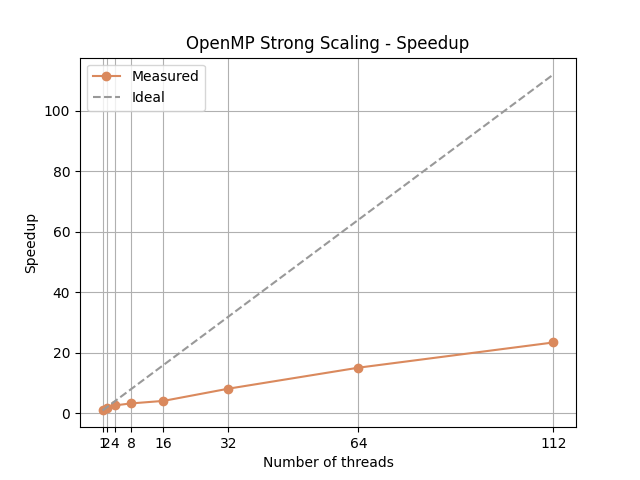 OpenMP Strong Scaling - Speedup
Measured
Ideal
100
80
60
40
20
0
Speedup
1 2 4 8 16 32 64 112
Number of threads